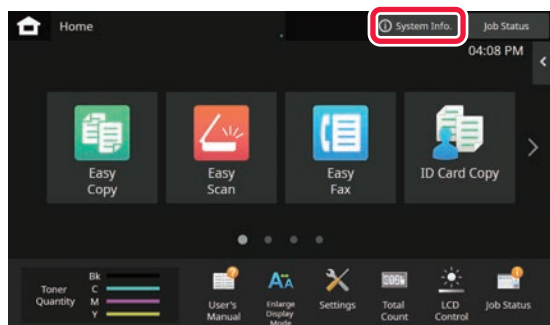 Home
System Info.
Job Status
04:08 PM
Easy
Copy
Easy
Scan
Easy
Fax
ID Card Copy
Toner
Quantity
Bk
C
M
Y
User's
Manual
Enlarge
Display
Mode
Settings
Total
Count
LCD
Control
Job Status